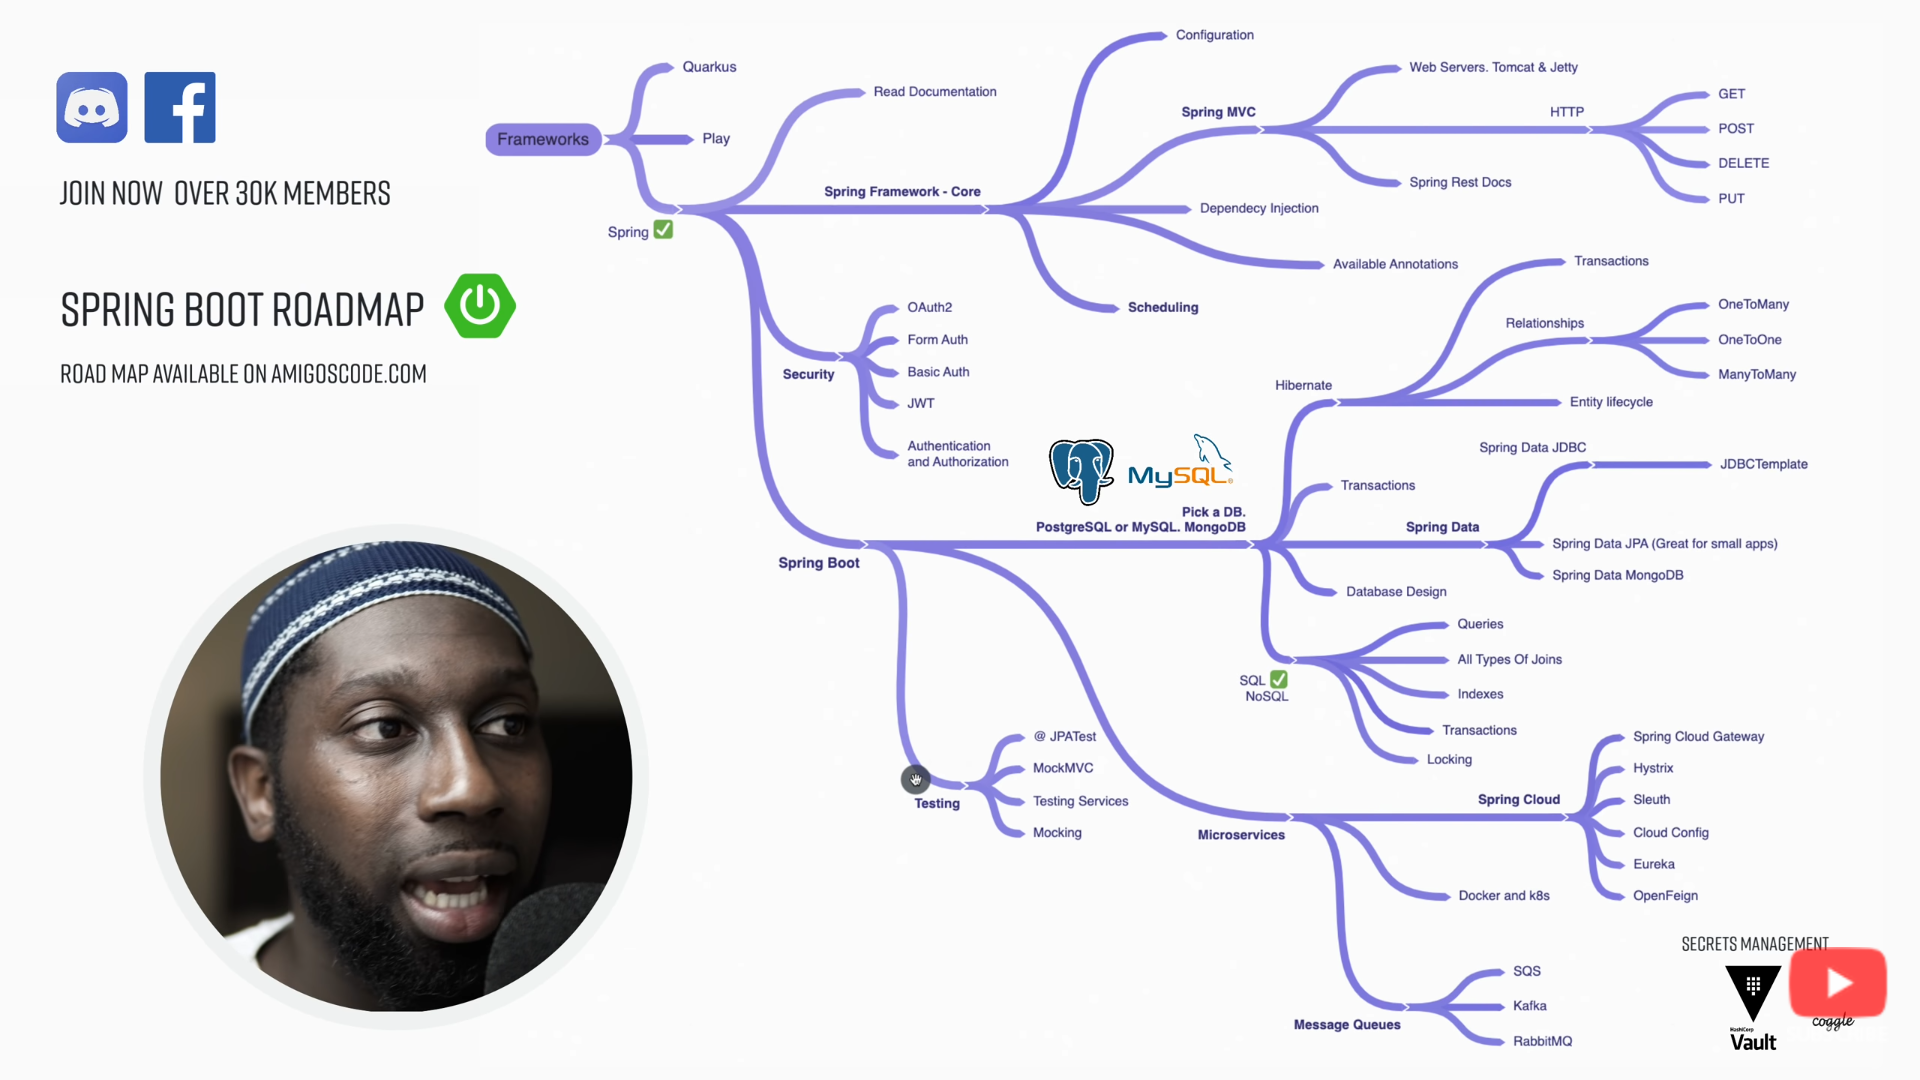 JOIN NOW OVER 30K MEMBERS
SPRING BOOT ROADMAP
ROAD MAP AVAILABLE ON AMIGOSCODE.COM
Frameworks
Quarkus
Play
Spring
Read Documentation
Spring Framework - Core
Configuration
Spring MVC
Web Servers. Tomcat & Jetty
HTTP
GET
POST
DELETE
PUT
Spring Rest Docs
Dependecy Injection
Available Annotations
Scheduling
Security
OAuth2
Form Auth
Basic Auth
JWT
Authentication
and Authorization
Spring Boot
MySQL
Pick a DB.
PostgreSQL or MySQL. MongoDB
Hibernate
Transactions
Relationships
OneToMany
OneToOne
ManyToMany
Entity lifecycle
Transactions
Spring Data
Spring Data JDBC
JDBCTemplate
Spring Data JPA (Great for small apps)
Spring Data MongoDB
Database Design
SQL
NoSQL
Queries
All Types Of Joins
Indexes
Transactions
Locking
Testing
@ JPATest
MockMVC
Testing Services
Mocking
Microservices
Spring Cloud
Spring Cloud Gateway
Hystrix
Sleuth
Cloud Config
Eureka
OpenFeign
Docker and k8s
Message Queues
SQS
Kafka
RabbitMQ
SECRETS MANAGEMENT
HashiCorp
Vault
coggle